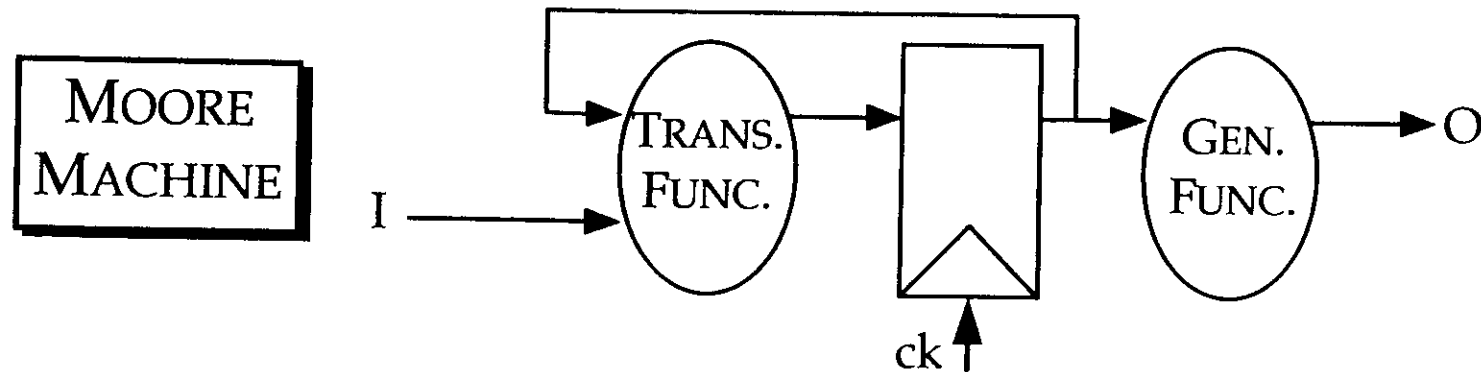 MOORE
MACHINE
I
TRANS.
FUNC.
ck
GEN.
FUNC.
O